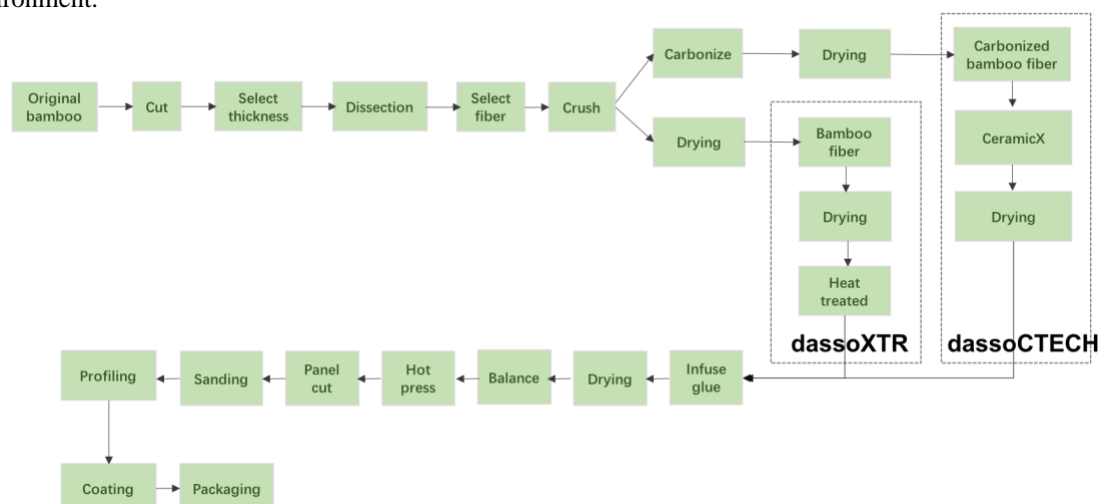 ironment.
Original
bamboo
Cut
Select
thickness
Dissection
Select
fiber
Crush
Carbonize
Drying
Carbonized
bamboo fiber
CeramicX
Drying
Drying
Bamboo
fiber
Drying
Heat
treated
dassoXTR
dassoCTECH
Infuse
glue
Drying
Balance
Hot
press
Panel
cut
Sanding
Profiling
Coating
Packaging